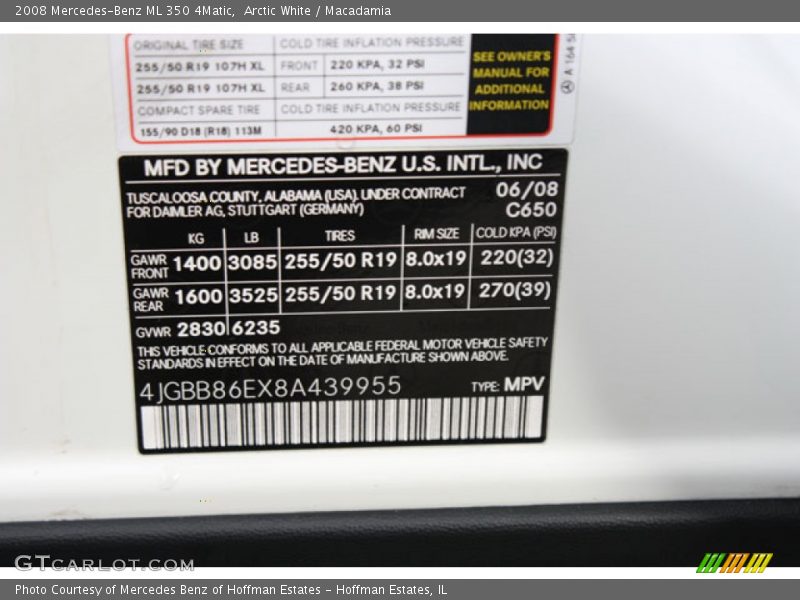 2008 Mercedes-Benz ML 350 4Matic,  Arctic White / Macadamia
ORIGINAL TIRE SIZE COLD TIRE INFLATION PRESSURE
255/50 R19 107H XL FRONT 220 KPA, 32 PSI
255/50 R19 107H XL REAR 260 KPA, 38 PSI
COMPACT SPARE TIRE COLD TIRE INFLATION PRESSURE
155/90 D18 (R18) 113M 420 KPA, 60 PSI
SEE OWNER'S
MANUAL FOR
ADDITIONAL
INFORMATION
A 164 58
MFD BY MERCEDES-BENZ U.S. INTL., INC
TUSCALOOSA COUNTY, ALABAMA (USA). UNDER CONTRACT 06/08
FOR DAIMLER AG, STUTTGART (GERMANY) C650
KG LB TIRES RIM SIZE COLD KPA (PSI)
GAWR FRONT 1400 3085 255/50 R19 8.0x19 220(32)
GAWR REAR 1600 3525 255/50 R19 8.0x19 270(39)
GVWR 2830 6235
THIS VEHICLE CONFORMS TO ALL APPLICABLE FEDERAL MOTOR VEHICLE SAFETY
STANDARDS IN EFFECT ON THE DATE OF MANUFACTURE SHOWN ABOVE.
4JGBB86EX8A439955 TYPE: MPV
GTCARLOT.COM
Photo Courtesy of Mercedes Benz of Hoffman Estates - Hoffman Estates, IL